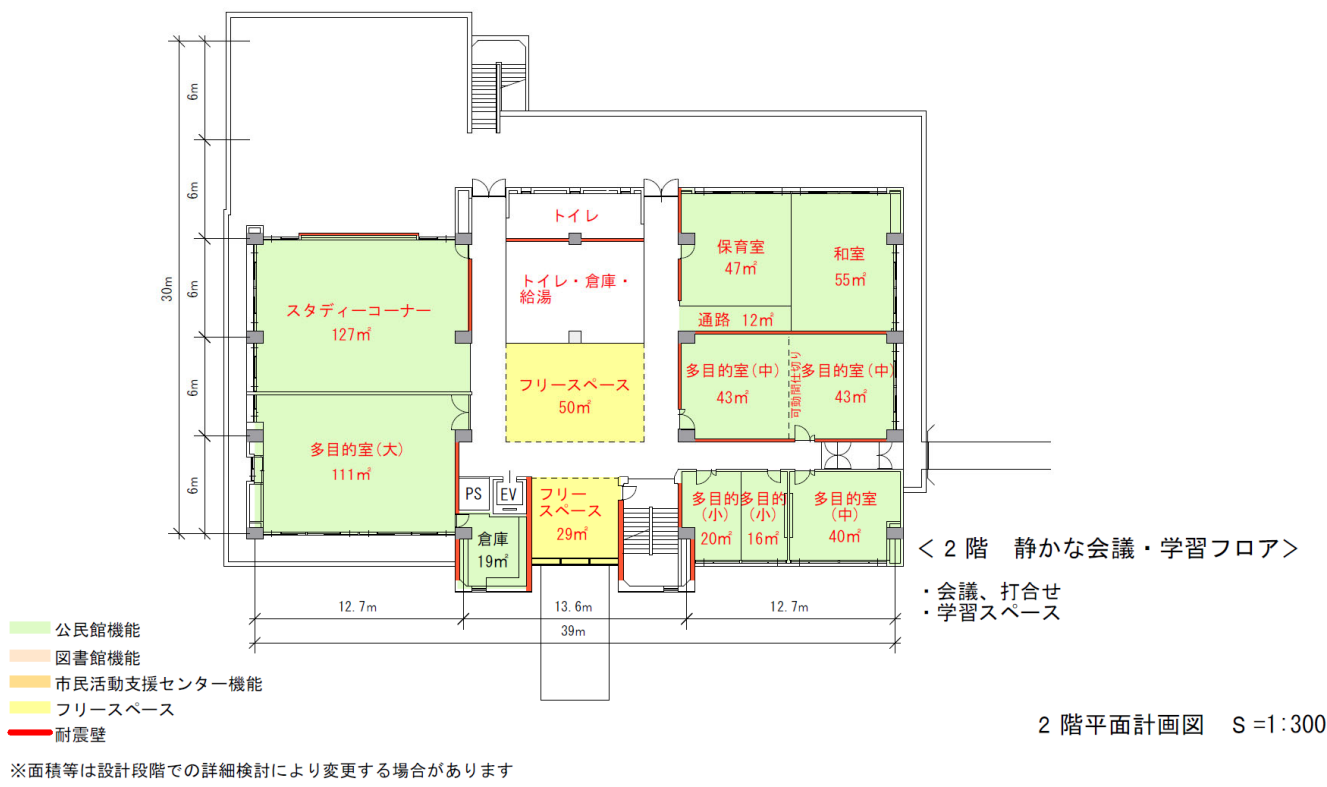 6m
6m
6m
6m
6m
30m
トイレ
トイレ・倉庫・
給湯
保育室
47㎡
和室
55㎡
通路 12㎡
スタディーコーナー
127㎡
フリースペース
50㎡
多目的室(中)
43㎡
可動間仕切り
多目的室(中)
43㎡
多目的室(大)
111㎡
PS
EV
フリー
スペース
29㎡
倉庫
19㎡
多目的
(小)
20㎡
多目的
(小)
16㎡
多目的室
(中)
40㎡
<2階 静かな会議・学習フロア>
・会議、打合せ
・学習スペース
12.7m
13.6m
12.7m
39m
公民館機能
図書館機能
市民活動支援センター機能
フリースペース
耐震壁
2階平面計画図 S=1:300
※面積等は設計段階での詳細検討により変更する場合があります